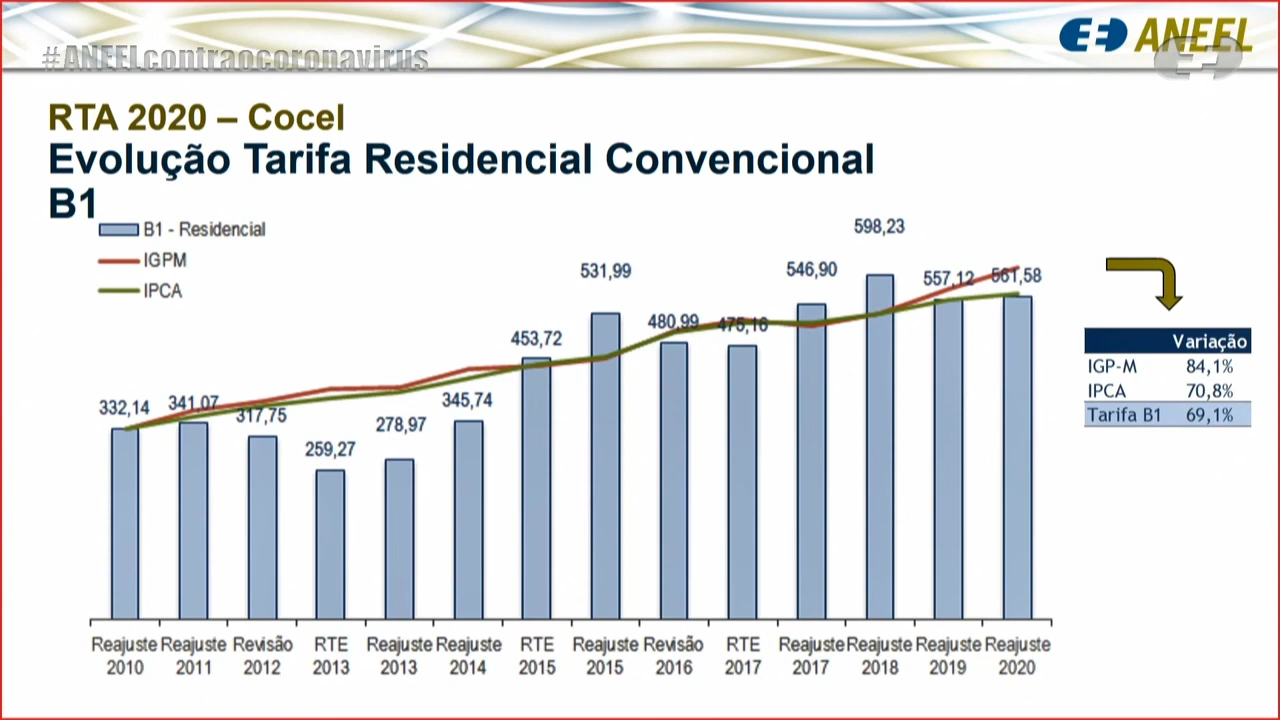 #ANEELcontraocoronavirus
ANEEL
RTA 2020 – Cocel
Evolução Tarifa Residencial Convencional
B1
B1 - Residencial
IGPM
IPCA
332,14
341,07
317,75
259,27
278,97
345,74
453,72
531,99
480,99
475,16
546,90
598,23
557,12
561,58
Reajuste 2010
Reajuste 2011
Revisão 2012
RTE 2013
Reajuste 2013
Reajuste 2014
RTE 2015
Reajuste 2015
Revisão 2016
RTE 2017
Reajuste 2017
Reajuste 2018
Reajuste 2019
Reajuste 2020
Variação
IGP-M 84,1%
IPCA 70,8%
Tarifa B1 69,1%